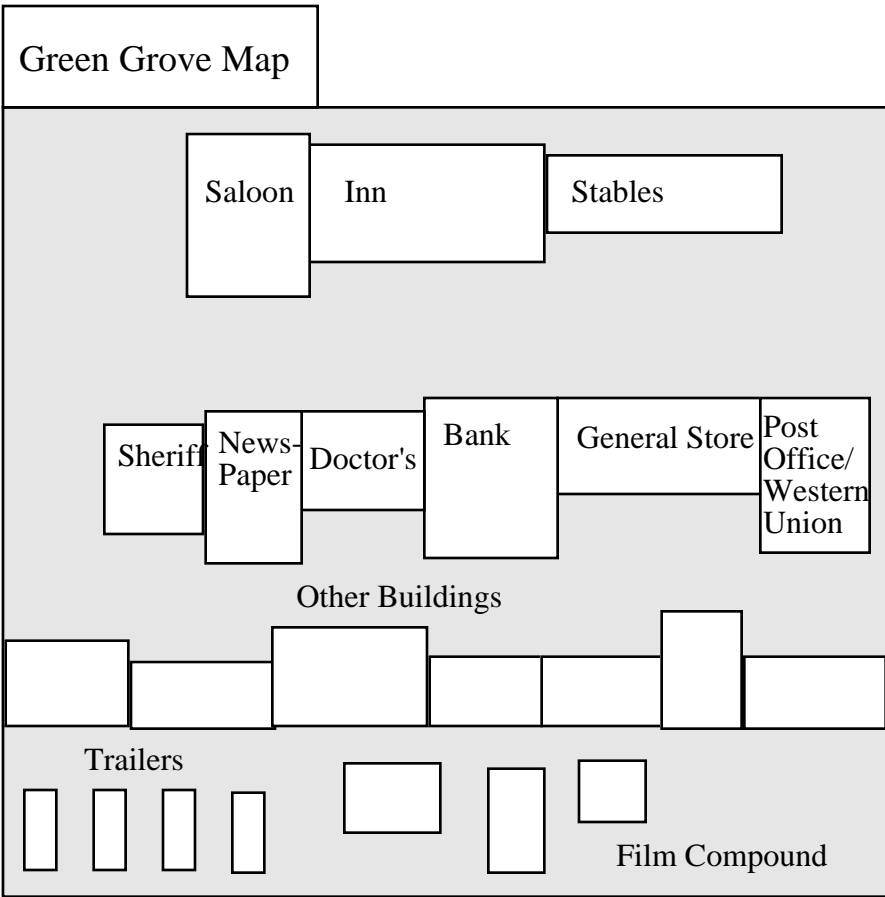 Green Grove Map
Saloon
Inn
Stables
Sheriff
News-
Paper
Doctor's
Bank
General Store
Post
Office/
Western
Union
Other Buildings
Trailers
Film Compound